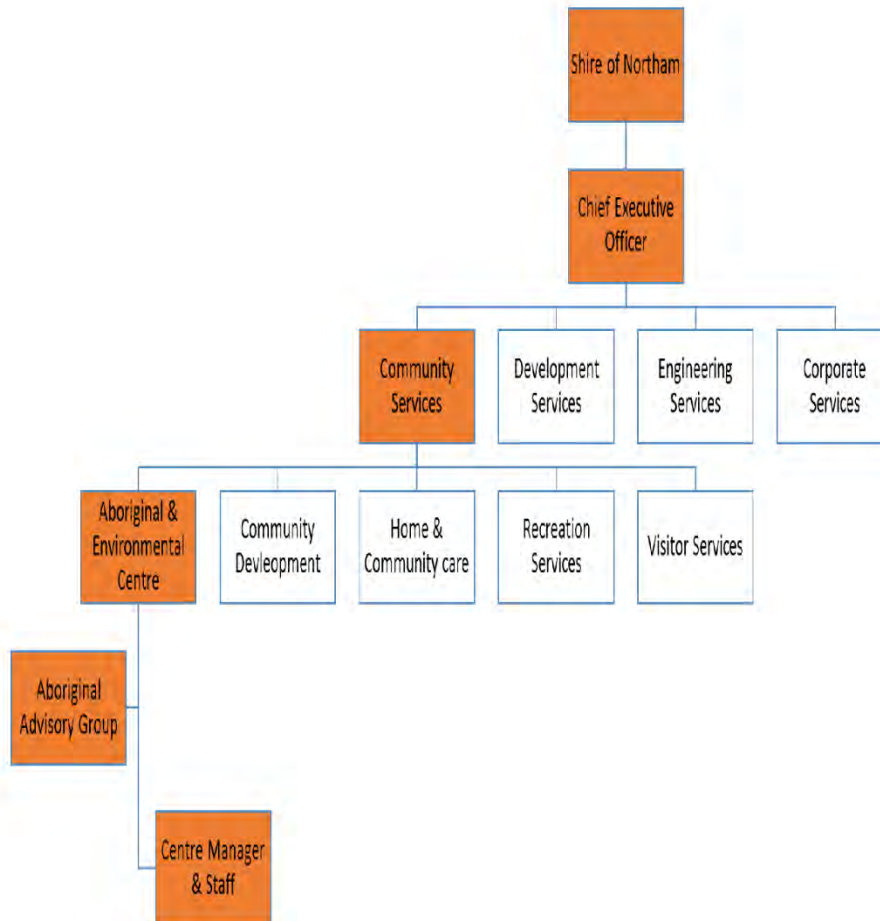 Shire of Northam
Chief Executive
Officer
Community
Services
Development
Services
Engineering
Services
Corporate
Services
Aboriginal &
Environmental
Centre
Community
Devleopment
Home &
Community care
Recreation
Services
Visitor Services
Aboriginal
Advisory Group
Centre Manager
& Staff